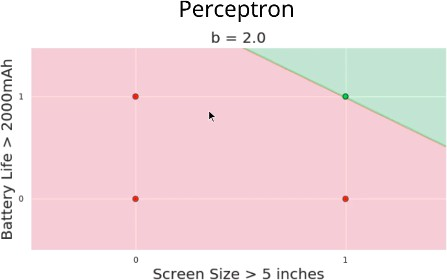 Perceptron
b = 2.0
Battery Life > 2000mAh
1
0
0
1
Screen Size > 5 inches